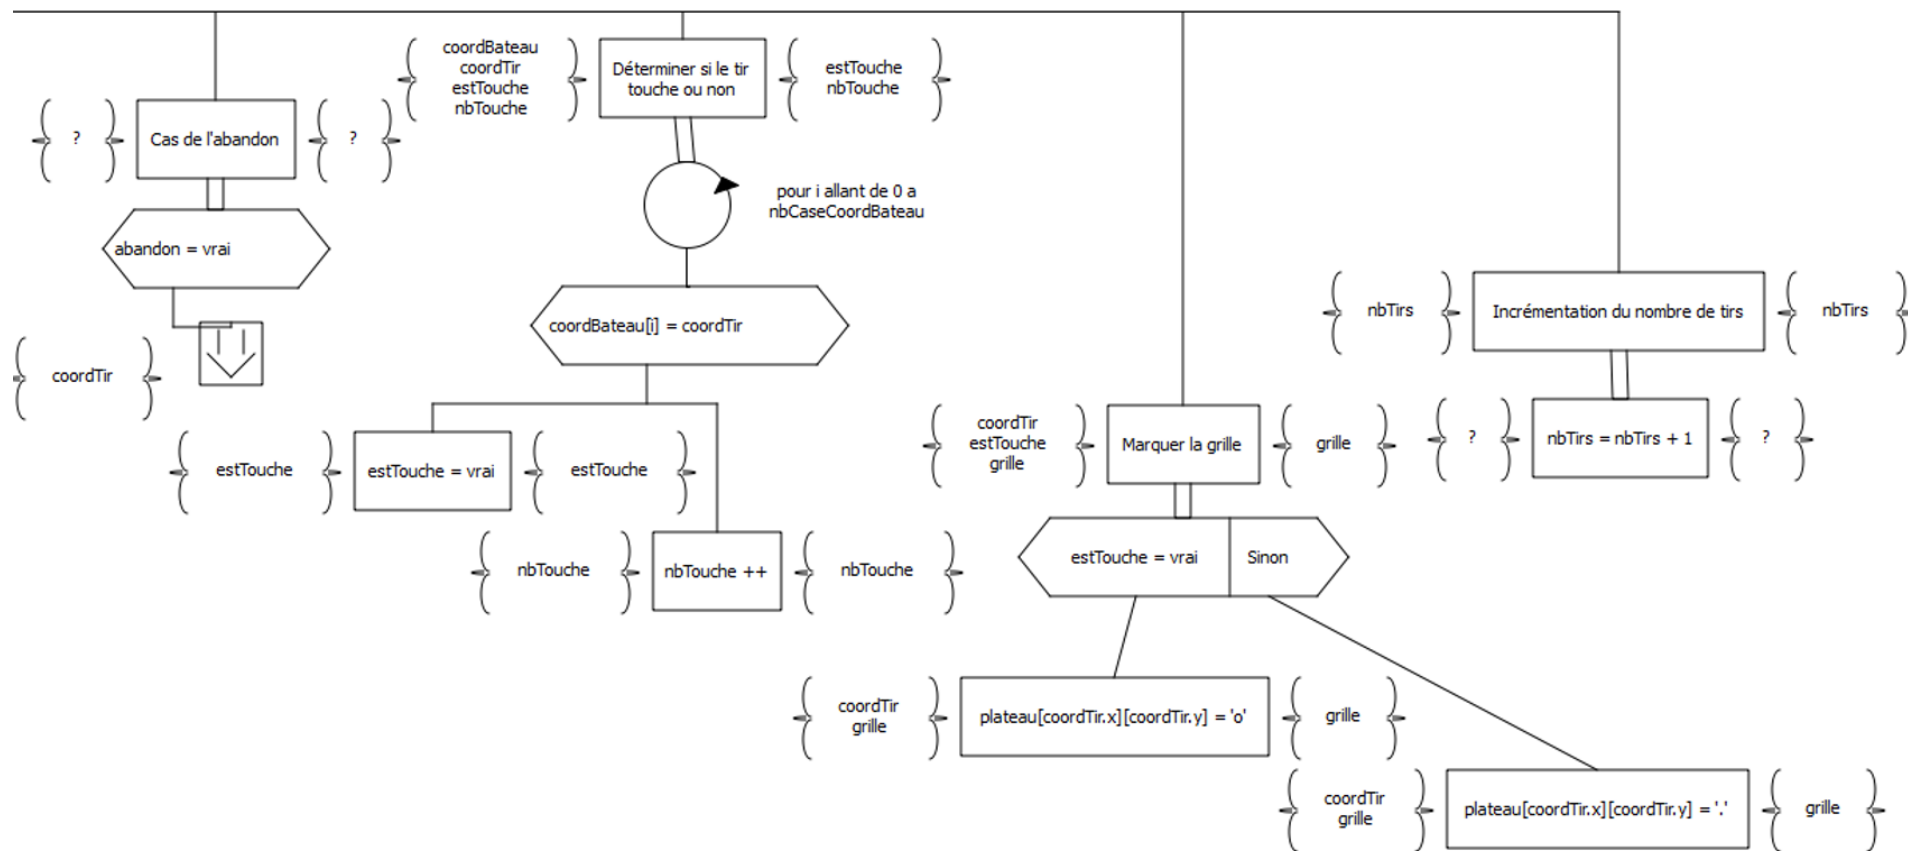 coordBateau
coordTir
estTouche
nbTouche
Déterminer si le tir
touche ou non
estTouche
nbTouche
?
Cas de l'abandon
?
pour i allant de 0 a
nbCaseCoordBateau
abandon = vrai
coordTir
coordBateau[i] = coordTir
nbTirs
Incrémentation du nombre de tirs
nbTirs
estTouche
estTouche = vrai
estTouche
coordTir
estTouche
grille
Marquer la grille
grille
?
nbTirs = nbTirs + 1
?
nbTouche
nbTouche ++
nbTouche
estTouche = vrai
Sinon
coordTir
grille
plateau[coordTir.x][coordTir.y] = 'o'
grille
coordTir
grille
plateau[coordTir.x][coordTir.y] = '.'
grille